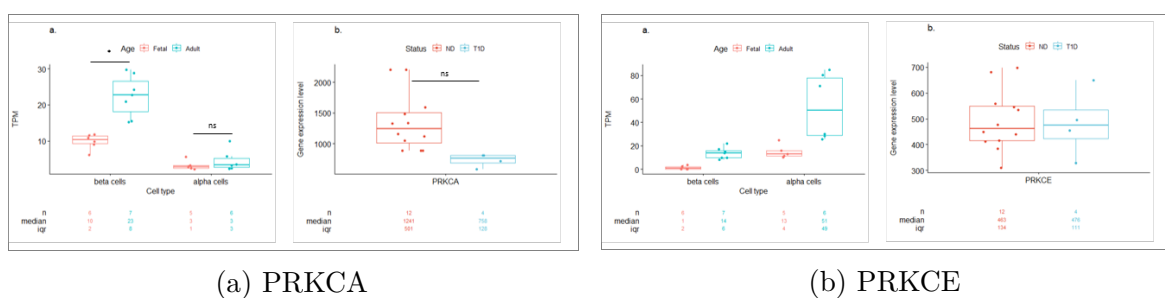 a.
Age Fetal Adult
*
ns
30
20
10
TPM
beta cells alpha cells
Cell type
n 6 7 5 6
median 10 23 3 3
iqr 2 8 1 3
b.
Status ND T1D
ns
2000
1500
1000
Gene expression level
PRKCA
n 12 4
median 1241 758
iqr 501 128
(a) PRKCA
a.
Age Fetal Adult
80
60
40
20
0
TPM
beta cells alpha cells
Cell type
n 6 7 5 6
median 1 14 13 51
iqr 2 6 4 48
b.
Status ND T1D
700
600
500
400
300
Gene expression level
PRKCE
n 12 4
median 463 476
iqr 134 111
(b) PRKCE